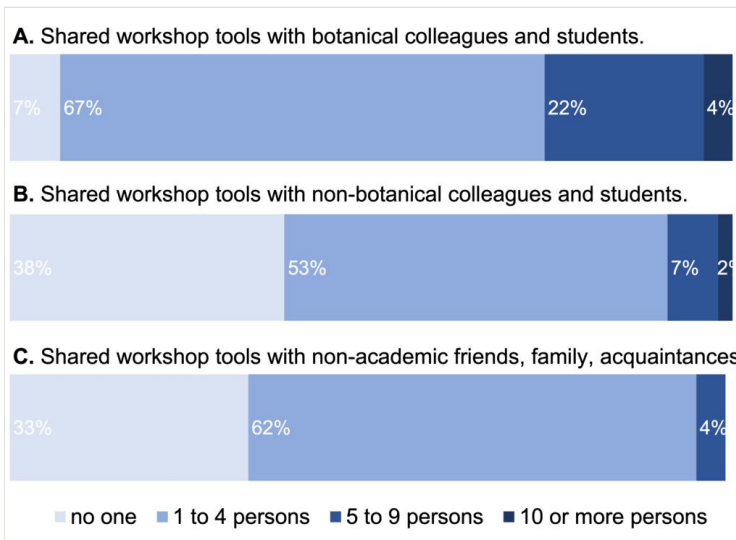 A. Shared workshop tools with botanical colleagues and students.
7% 67% 22% 4%
B. Shared workshop tools with non-botanical colleagues and students.
38% 53% 7% 2%
C. Shared workshop tools with non-academic friends, family, acquaintances
33% 62% 4%
no one 1 to 4 persons 5 to 9 persons 10 or more persons